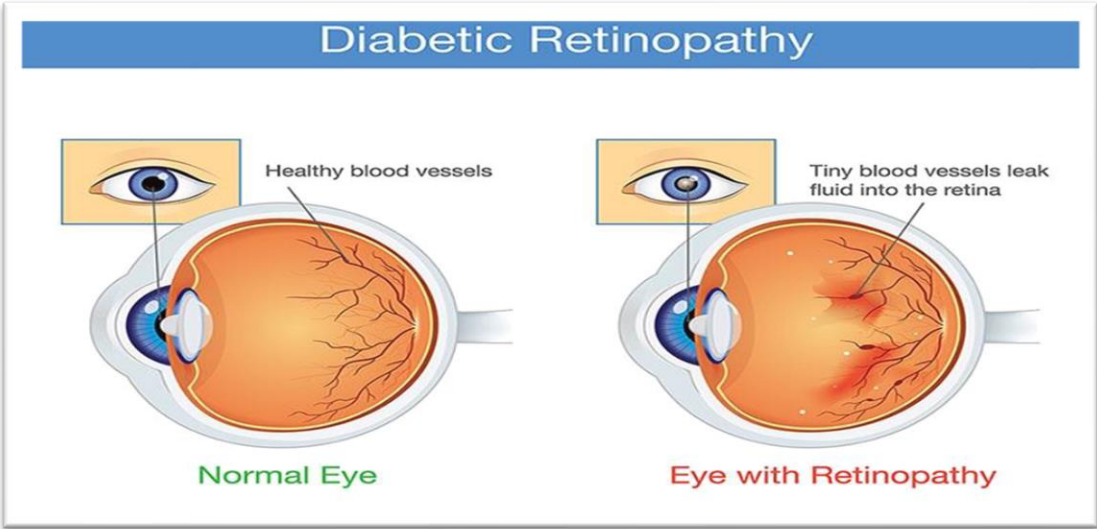 Diabetic Retinopathy
Healthy blood vessels
Tiny blood vessels leak
fluid into the retina
Normal Eye
Eye with Retinopathy